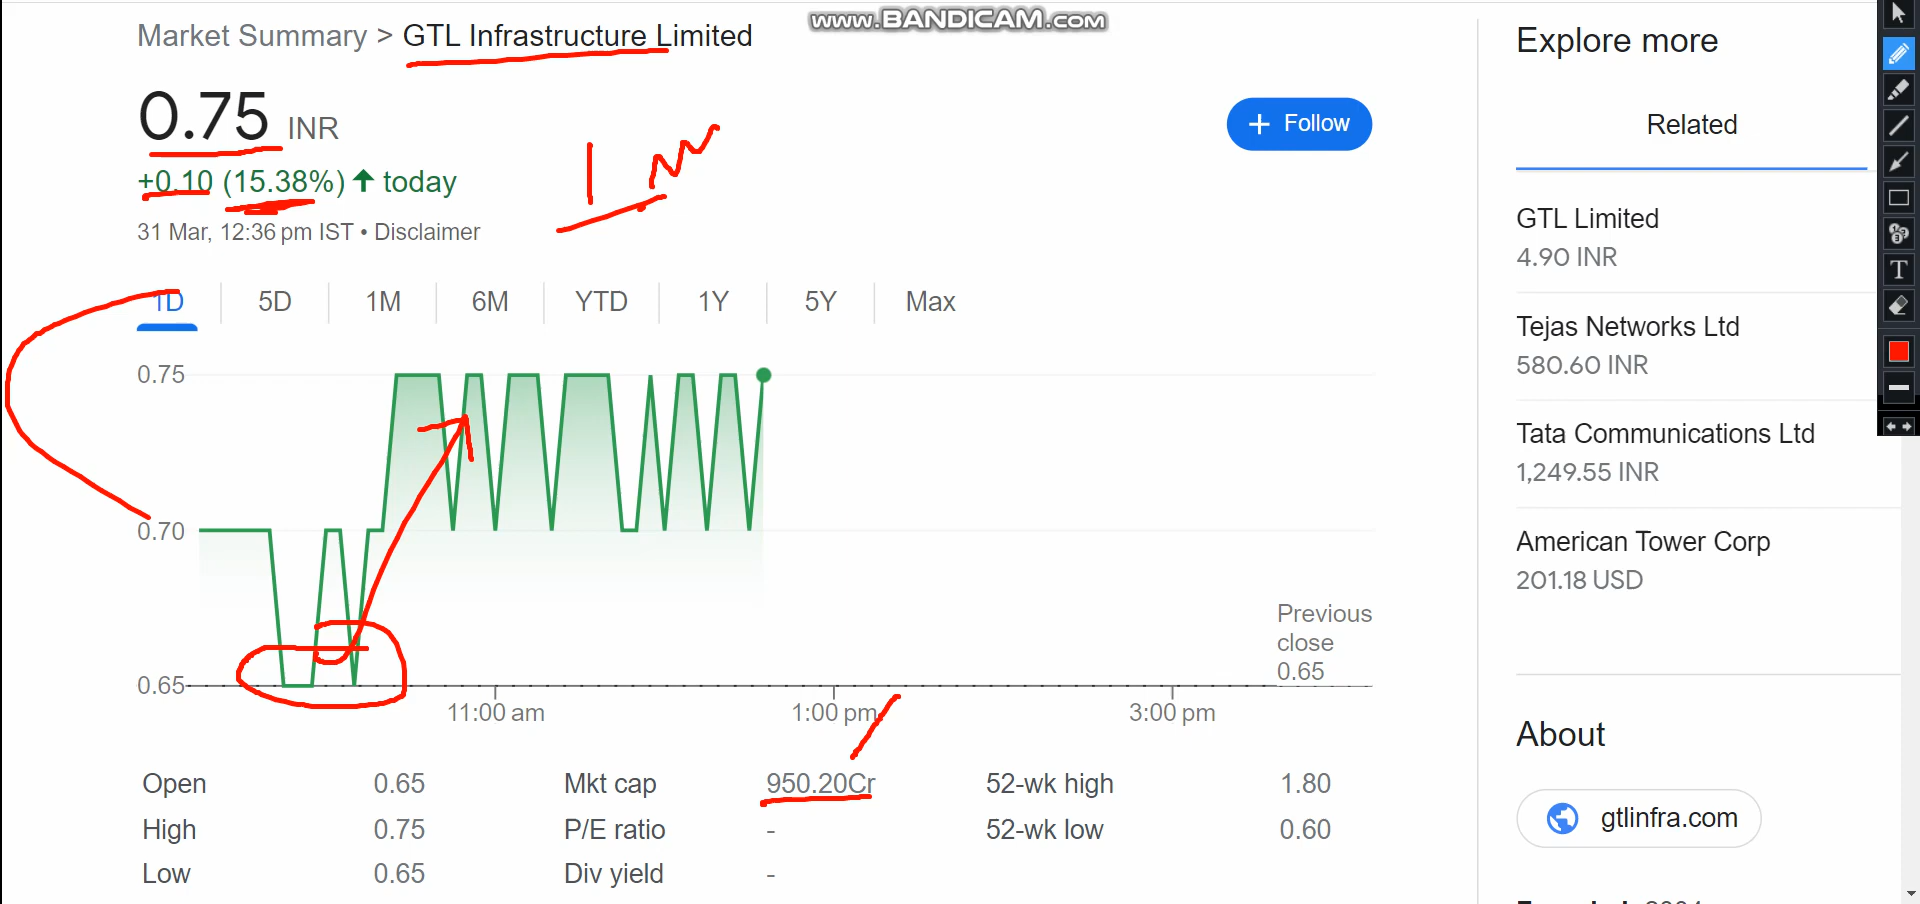 www.BANDICAM.com
Market Summary > GTL Infrastructure Limited
0.75 INR
+0.10 (15.38%) ↑ today
31 Mar, 12:36 pm IST • Disclaimer
+ Follow
1D 5D 1M 6M YTD 1Y 5Y Max
0.75
0.70
0.65
Previous
close
0.65
11:00 am 1:00 pm 3:00 pm
Open 0.65 Mkt cap 950.20Cr 52-wk high 1.80
High 0.75 P/E ratio - 52-wk low 0.60
Low 0.65 Div yield -
Explore more
Related
GTL Limited
4.90 INR
Tejas Networks Ltd
580.60 INR
Tata Communications Ltd
1,249.55 INR
American Tower Corp
201.18 USD
About
gtlinfra.com
T